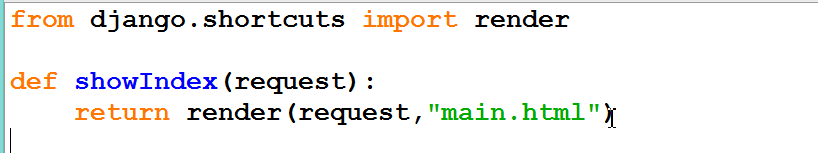 from django.shortcuts import render
def showIndex(request):
    return render(request,"main.html")